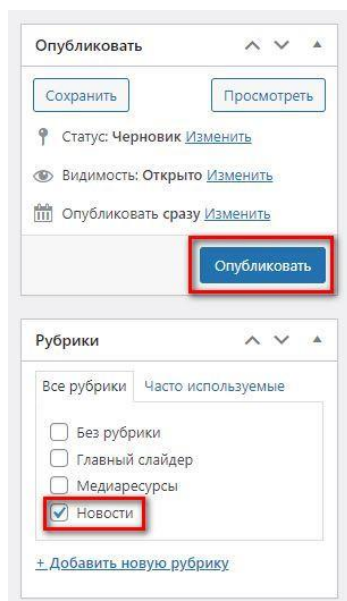 Опубликовать
Сохранить Просмотреть
Статус: Черновик Изменить
Видимость: Открыто Изменить
Опубликовать сразу Изменить
Опубликовать
Рубрики
Все рубрики Часто используемые
Без рубрики
Главный слайдер
Медиаресурсы
Новости
+ Добавить новую рубрику